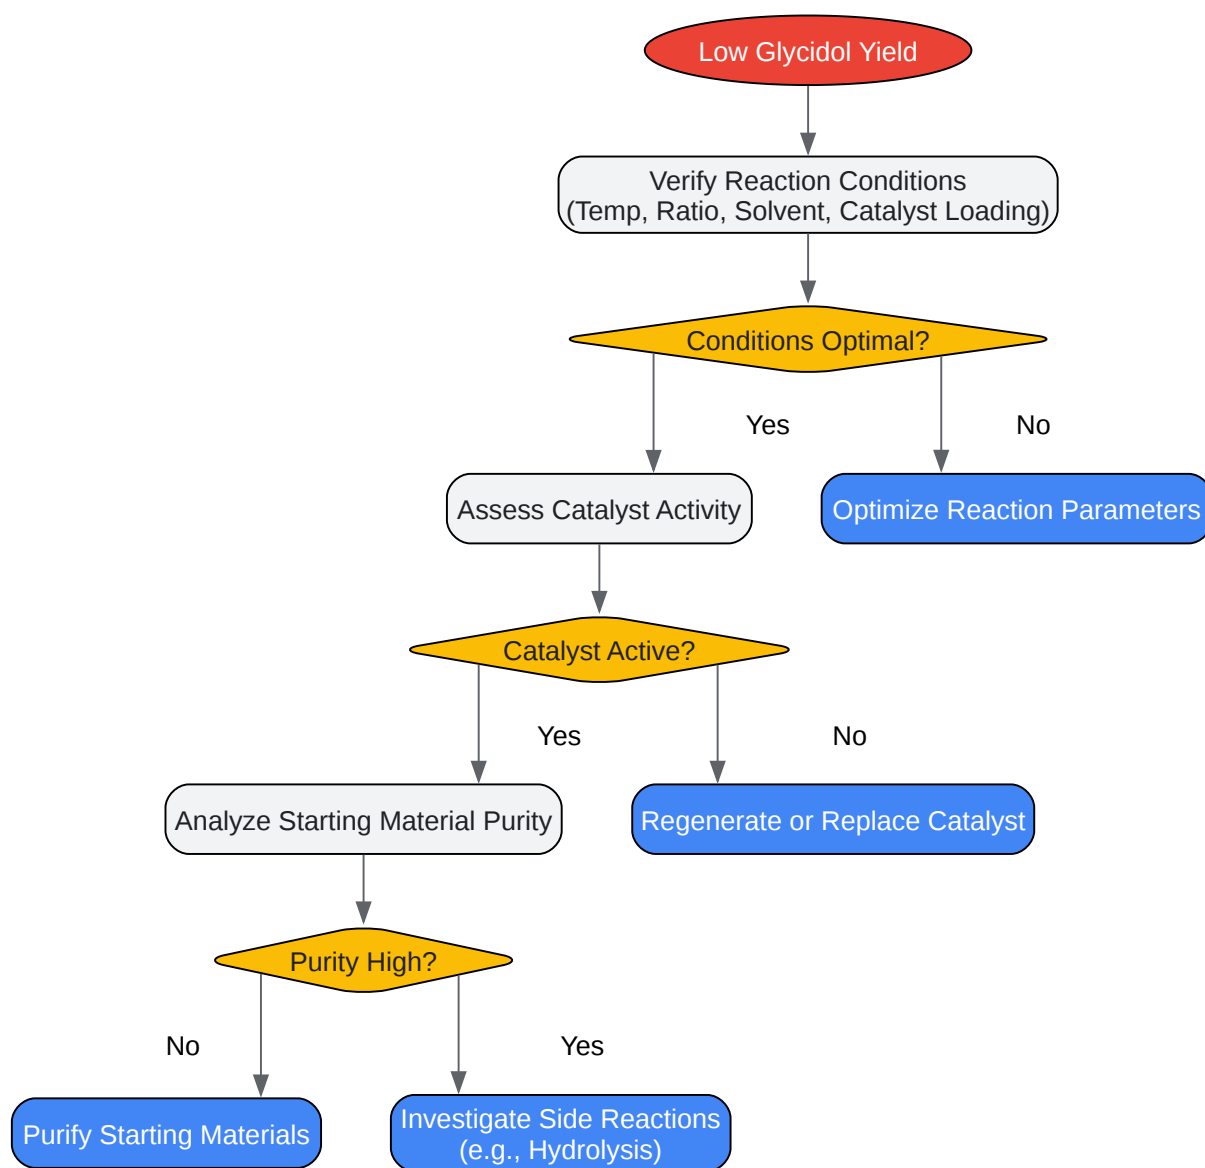 Low Glycidol Yield
Verify Reaction Conditions
(Temp, Ratio, Solvent, Catalyst Loading)
Conditions Optimal?
Yes
No
Assess Catalyst Activity
Optimize Reaction Parameters
Catalyst Active?
Yes
No
Analyze Starting Material Purity
Regenerate or Replace Catalyst
Purity High?
No
Yes
Purify Starting Materials
Investigate Side Reactions
(e.g., Hydrolysis)